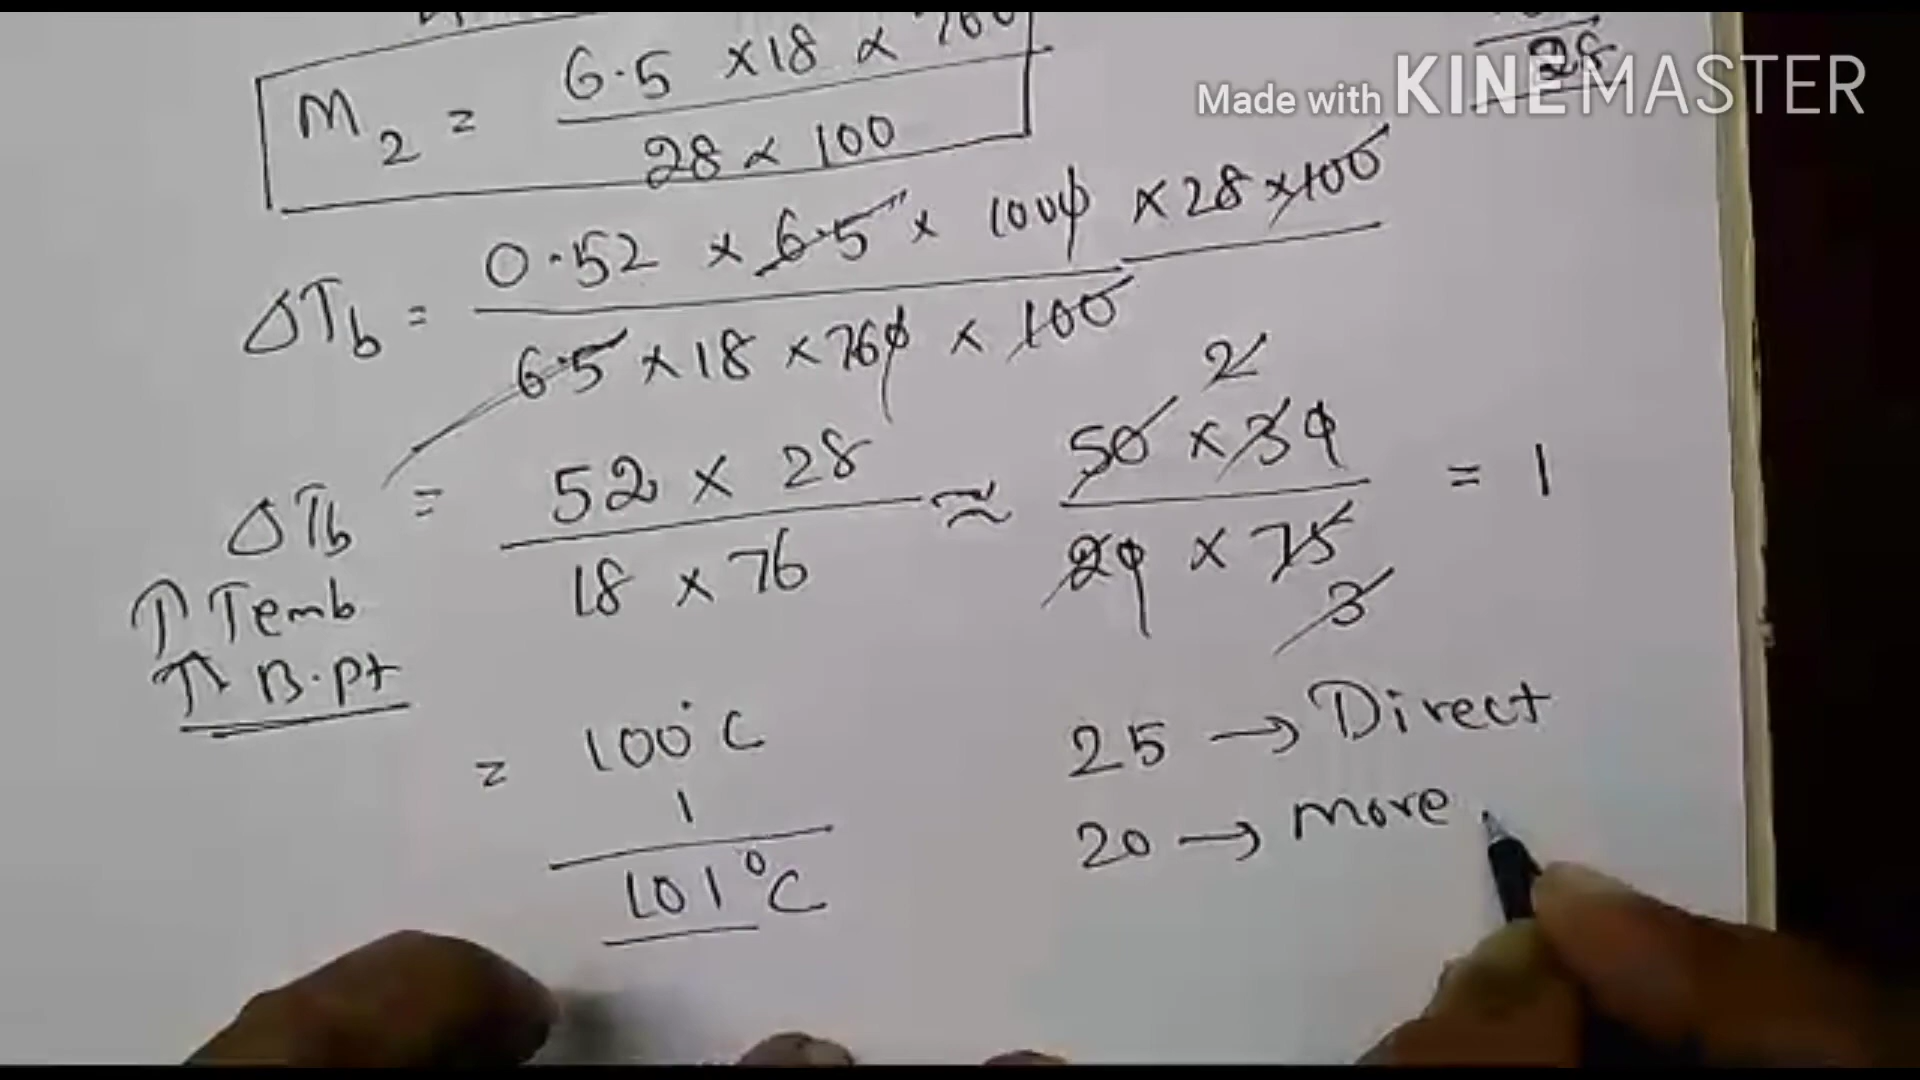 M2 = 6.5 × 18 × 760
28 × 100
28
Made with KINEMASTER
ΔTb = 0.52 × 6.5 × 1000 × 28 × 100
6.5 × 18 × 760 × 100
2
ΔTb = 52 × 28 ≈ 50 × 30 = 1
18 × 76 20 × 75
3
↑ Temb
↑ B.pt
= 100°C
1
101°C
25 → Direct
20 → more